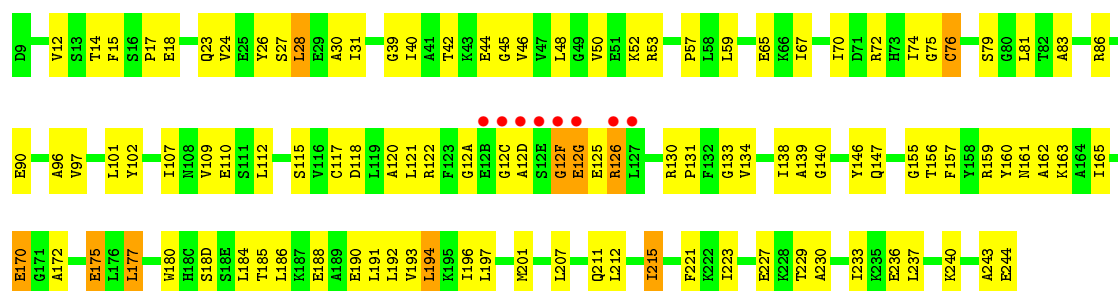 D9 V12 S13 T14 F15 S16 P17 E18 Q23 V24 E25 Y26 S27 L28 E29 A30 I31 G39 I40 A41 T42 K43 E44 G45 V46 V47 L48 G49 V50 E51 K52 R53 P57 L58 L59 E65 K66 I67 I70 D71 R72 H73 I74 G75 C76 S79 G80 L81 T82 A83 R86
E90 A96 V97 L101 Y102 I107 N108 V109 E110 S111 L112 S115 V116 C117 D118 L119 A120 L121 R122 F123 G12A E12B G12C A12D S12E G12F E12G E125 R126 L127 R130 P131 F132 G133 V134 I138 A139 G140 Y146 Q147 G155 T156 F157 Y158 R159 Y160 N161 A162 K163 A164 I165
E170 G171 A172 E175 L176 L177 W180 H18C S18D S18E L184 T185 L186 K187 E188 A189 E190 L191 L192 V193 L194 K195 I196 L197 M201 L207 Q211 L212 I215 F221 K222 I223 E227 K228 T229 A230 I233 K235 E236 L237 K240 A243 E244